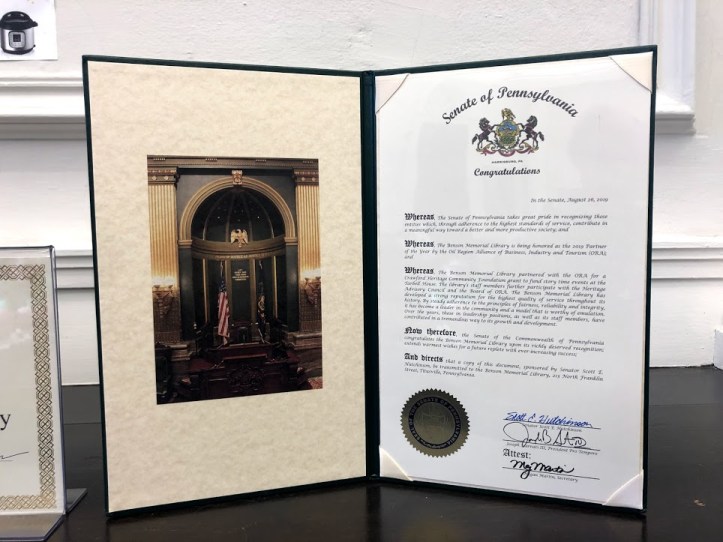 Senate of Pennsylvania
HARRISBURG, PA
Congratulations
In the Senate, August 28, 2019
Whereas, The Senate of Pennsylvania takes great pride in recognizing those
entities which, through adherence to the highest standards of service, contribute in
a meaningful way toward a better and more productive society; and
Whereas, The Benson Memorial Library is being honored as the 2019 Partner
of the Year by the Oil Region Alliance of Business, Industry and Tourism (ORA);
and
Whereas, The Benson Memorial Library partnered with the ORA for a
Crawford Heritage Community Foundation grant to fund story time events at the
House. The library's staff members further participate with the Heritage
Advisory Council and the Board of ORA. The Benson Memorial Library has
developed a strong reputation for the highest quality of service throughout its
history. By steady adherence to the principles of fairness, reliability and integrity,
it has become a leader in the community and a model that is worthy of emulation.
Over the years, those in leadership positions, as well as its staff members, have
contributed in a tremendous way to its growth and development.
Now therefore, the Senate of the Commonwealth of Pennsylvania
congratulates the Benson Memorial Library upon its richly deserved recognition;
extends warmest wishes for a future replete with ever-increasing success;
And directs that a copy of this document, sponsored by Senator Scott E.
Hutchinson, be transmitted to the Benson Memorial Library, 213 North Franklin
Street, Titusville, Pennsylvania.
Scott E. Hutchinson
Senator Scott E. Hutchinson
President Pro Tempore
Attest:
Martin, Secretary
y